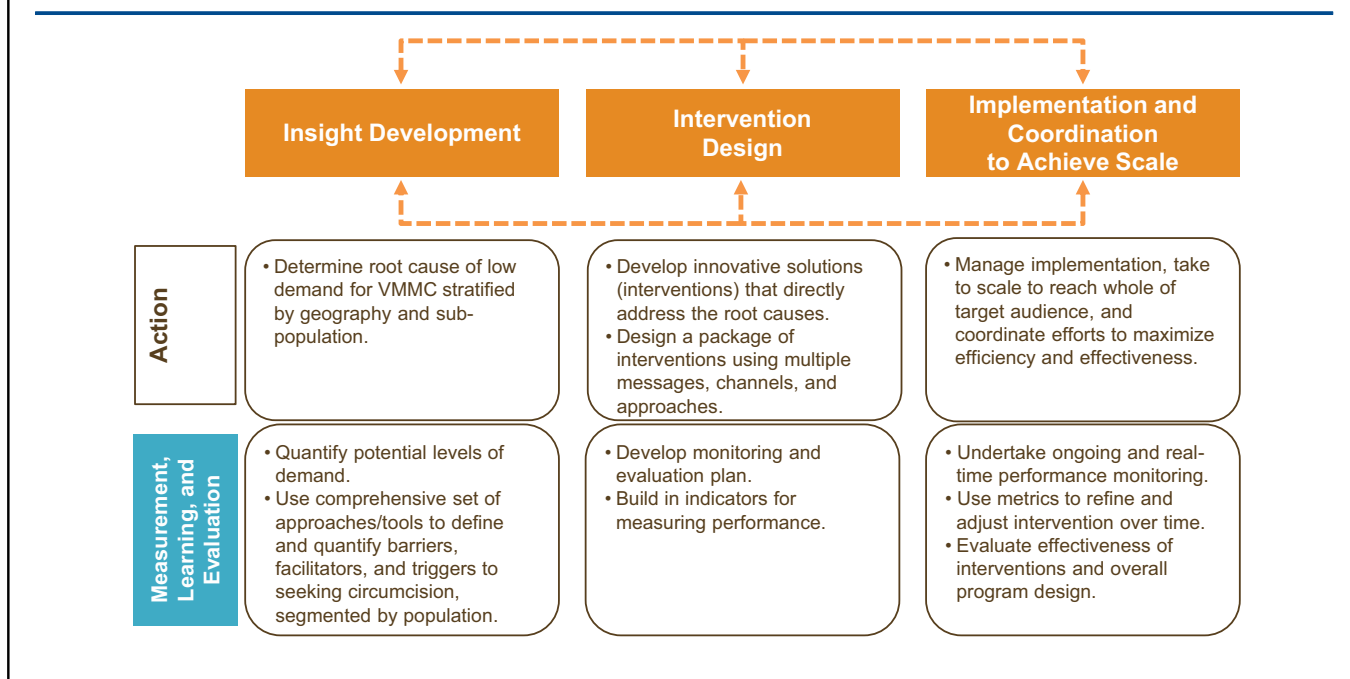 Insight Development
Intervention
Design
Implementation and
Coordination
to Achieve Scale
Action
• Determine root cause of low
demand for VMMC stratified
by geography and sub-
population.
• Develop innovative solutions
(interventions) that directly
address the root causes.
• Design a package of
interventions using multiple
messages, channels, and
approaches.
• Manage implementation, take
to scale to reach whole of
target audience, and
coordinate efforts to maximize
efficiency and effectiveness.
Measurement,
Learning, and
Evaluation
• Quantify potential levels of
demand.
• Use comprehensive set of
approaches/tools to define
and quantify barriers,
facilitators, and triggers to
seeking circumcision,
segmented by population.
• Develop monitoring and
evaluation plan.
• Build in indicators for
measuring performance.
• Undertake ongoing and real-
time performance monitoring.
• Use metrics to refine and
adjust intervention over time.
• Evaluate effectiveness of
interventions and overall
program design.